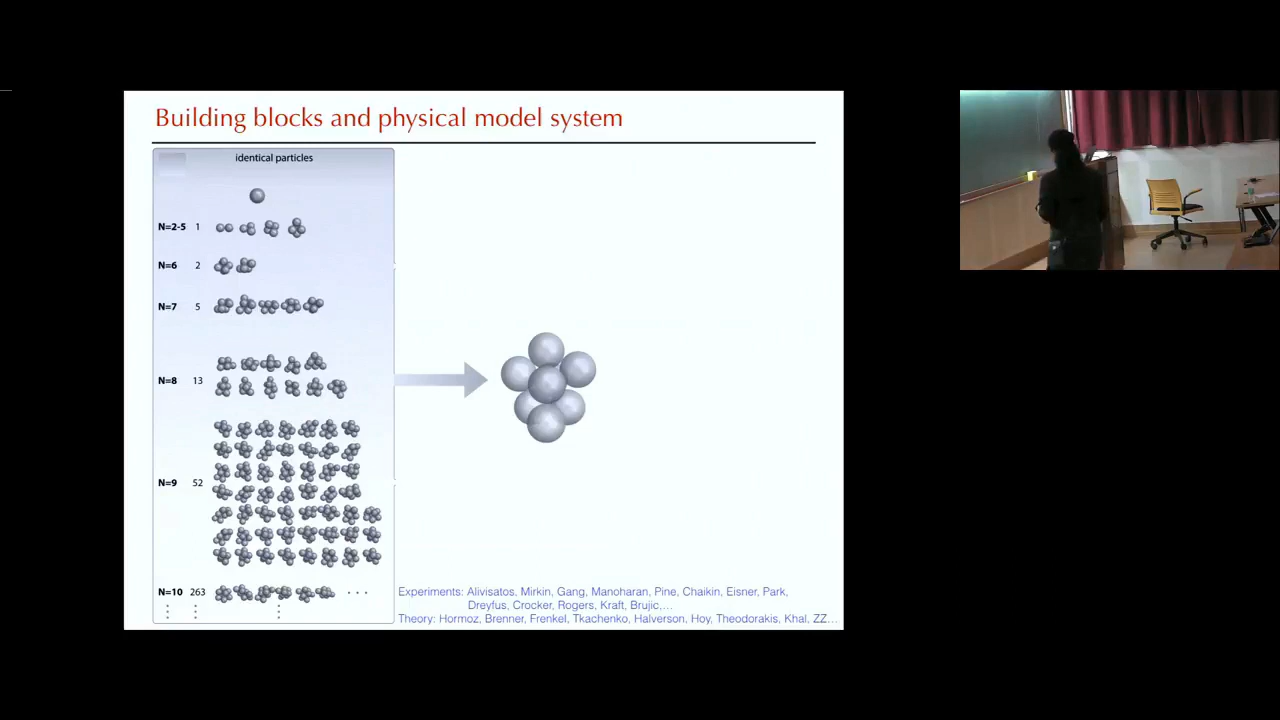 Building blocks and physical model system
identical particles
N=2-5 1
N=6 2
N=7 5
N=8 13
N=9 52
N=10 263 . . .
Experiments: Alivisatos, Mirkin, Gang, Manoharan, Pine, Chaikin, Eisner, Park,
Dreyfus, Crocker, Rogers, Kraft, Brujic,...
Theory: Hormoz, Brenner, Frenkel, Tkachenko, Halverson, Hoy, Theodorakis, Khal, ZZ...